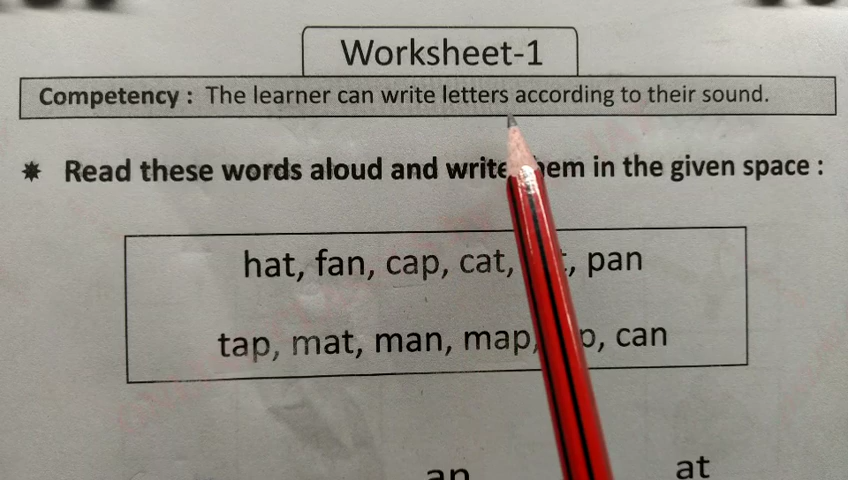 Worksheet-1
Competency : The learner can write letters according to their sound.
✷ Read these words aloud and write in the given space :
hat, fan, cap, cat, pan
tap, mat, man, map, can
an at